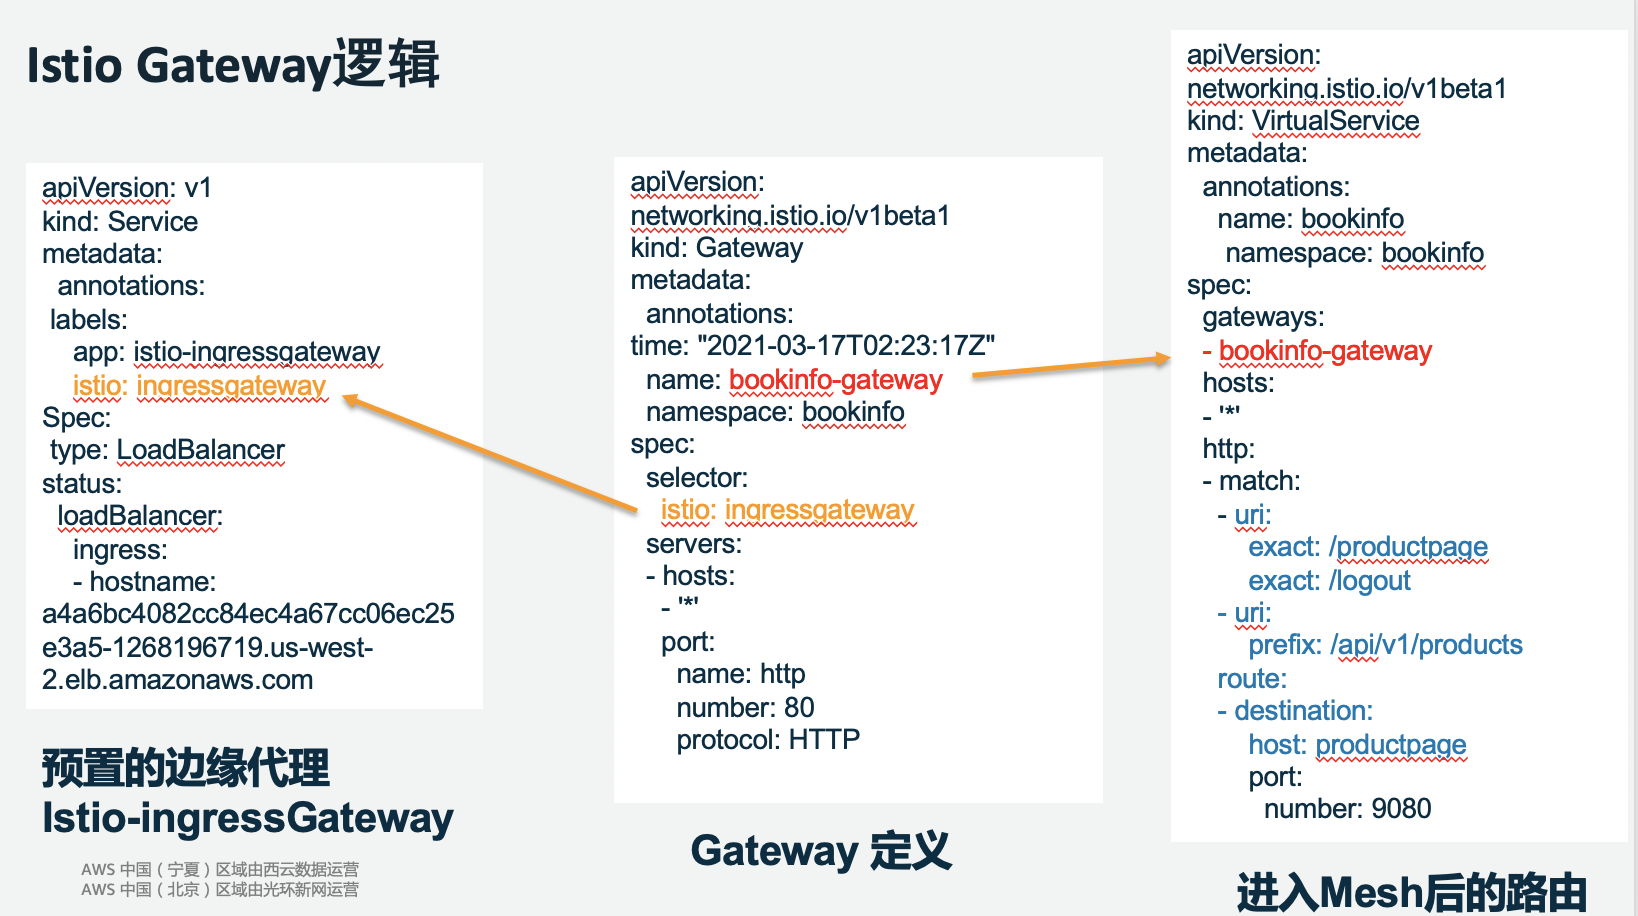 Istio Gateway逻辑
apiVersion: v1
kind: Service
metadata:
annotations:
labels:
app: istio-ingressgateway
istio: ingressgateway
Spec:
type: LoadBalancer
status:
loadBalancer:
ingress:
- hostname:
a4a6bc4082cc84ec4a67cc06ec25
e3a5-1268196719.us-west-
2.elb.amazonaws.com
预置的边缘代理
Istio-ingressGateway
AWS 中国（宁夏）区域由西云数据运营
AWS 中国（北京）区域由光环新网运营
apiVersion:
networking.istio.io/v1beta1
kind: Gateway
metadata:
annotations:
time: "2021-03-17T02:23:17Z"
name: bookinfo-gateway
namespace: bookinfo
spec:
selector:
istio: ingressgateway
servers:
- hosts:
- '*'
port:
name: http
number: 80
protocol: HTTP
Gateway 定义
apiVersion:
networking.istio.io/v1beta1
kind: VirtualService
metadata:
annotations:
name: bookinfo
namespace: bookinfo
spec:
gateways:
- bookinfo-gateway
hosts:
- '*'
http:
- match:
- uri:
exact: /productpage
exact: /logout
- uri:
prefix: /api/v1/products
route:
- destination:
host: productpage
port:
number: 9080
进入Mesh后的路由